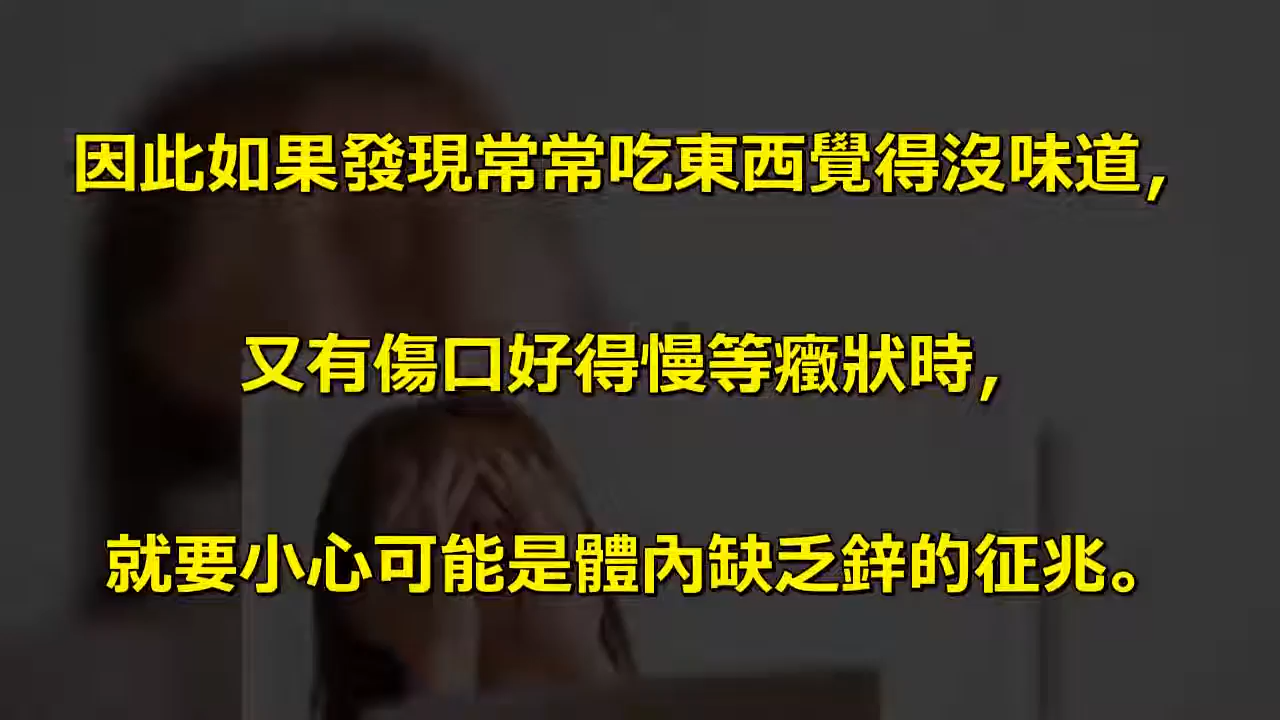 因此如果發現常常吃東西覺得沒味道,
又有傷口好得慢等癥狀時,
就要小心可能是體內缺乏鋅的征兆。